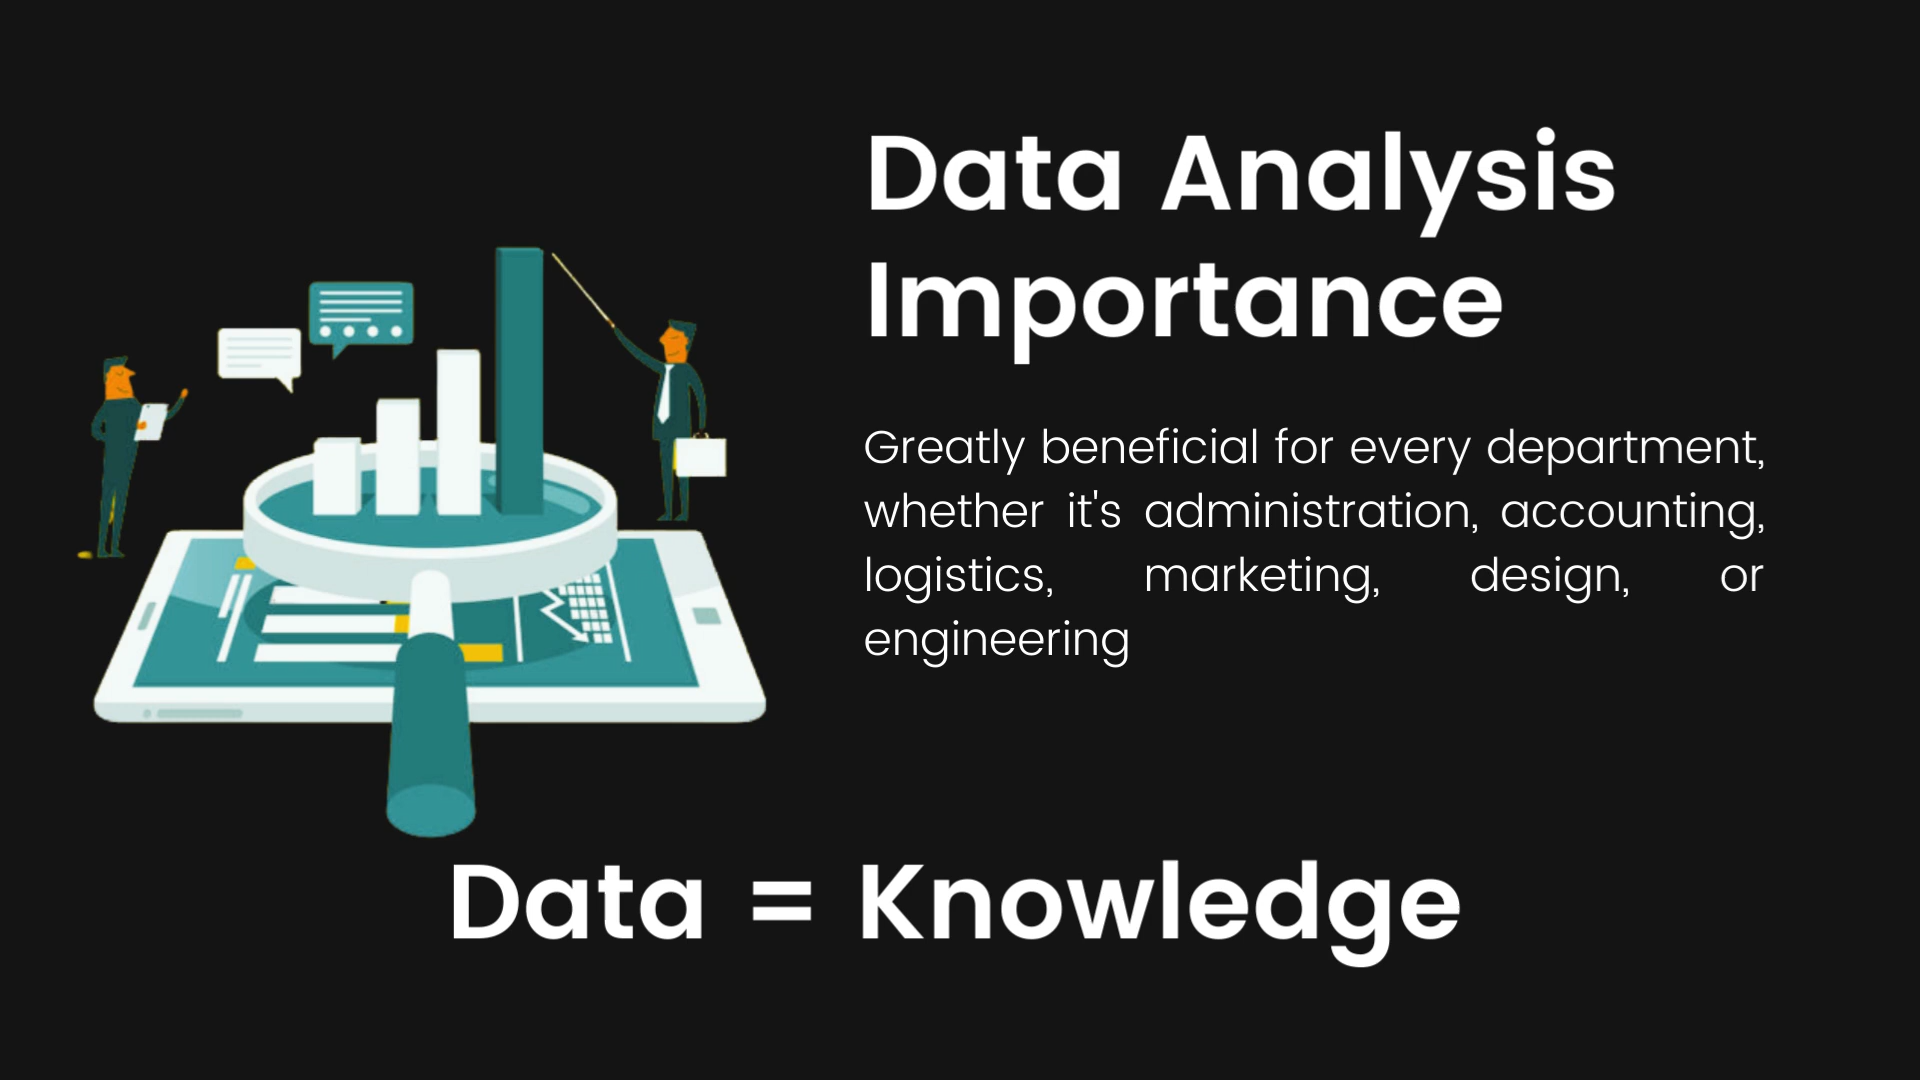 Data Analysis
Importance
Greatly beneficial for every department,
whether it's administration, accounting,
logistics, marketing, design, or
engineering
Data = Knowledge